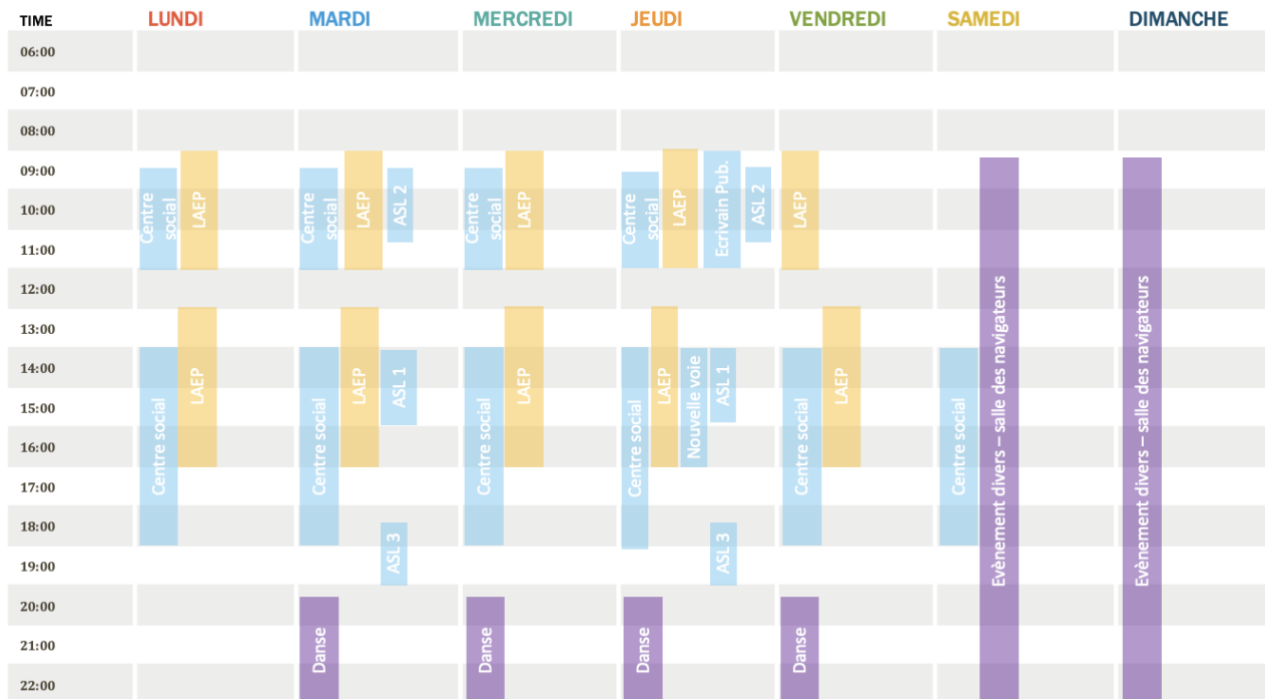 TIME LUNDI MARDI MERCREDI JEUDI VENDREDI SAMEDI DIMANCHE
06:00
07:00
08:00
09:00
10:00
11:00
12:00
13:00
14:00
15:00
16:00
17:00
18:00
19:00
20:00
21:00
22:00
Centre
social
LAEP
Centre social
LAEP
Centre
social
LAEP
ASL 2
Centre social
LAEP
ASL 1
ASL 3
Danse
Centre
social
LAEP
Centre social
LAEP
Danse
Centre
social
LAEP
Ecrivain Pub.
ASL 2
Centre social
LAEP
Nouvelle voie
ASL 1
ASL 3
Danse
LAEP
Centre social
LAEP
Danse
Centre social
Evènement divers – salle des navigateurs
Evènement divers – salle des navigateurs